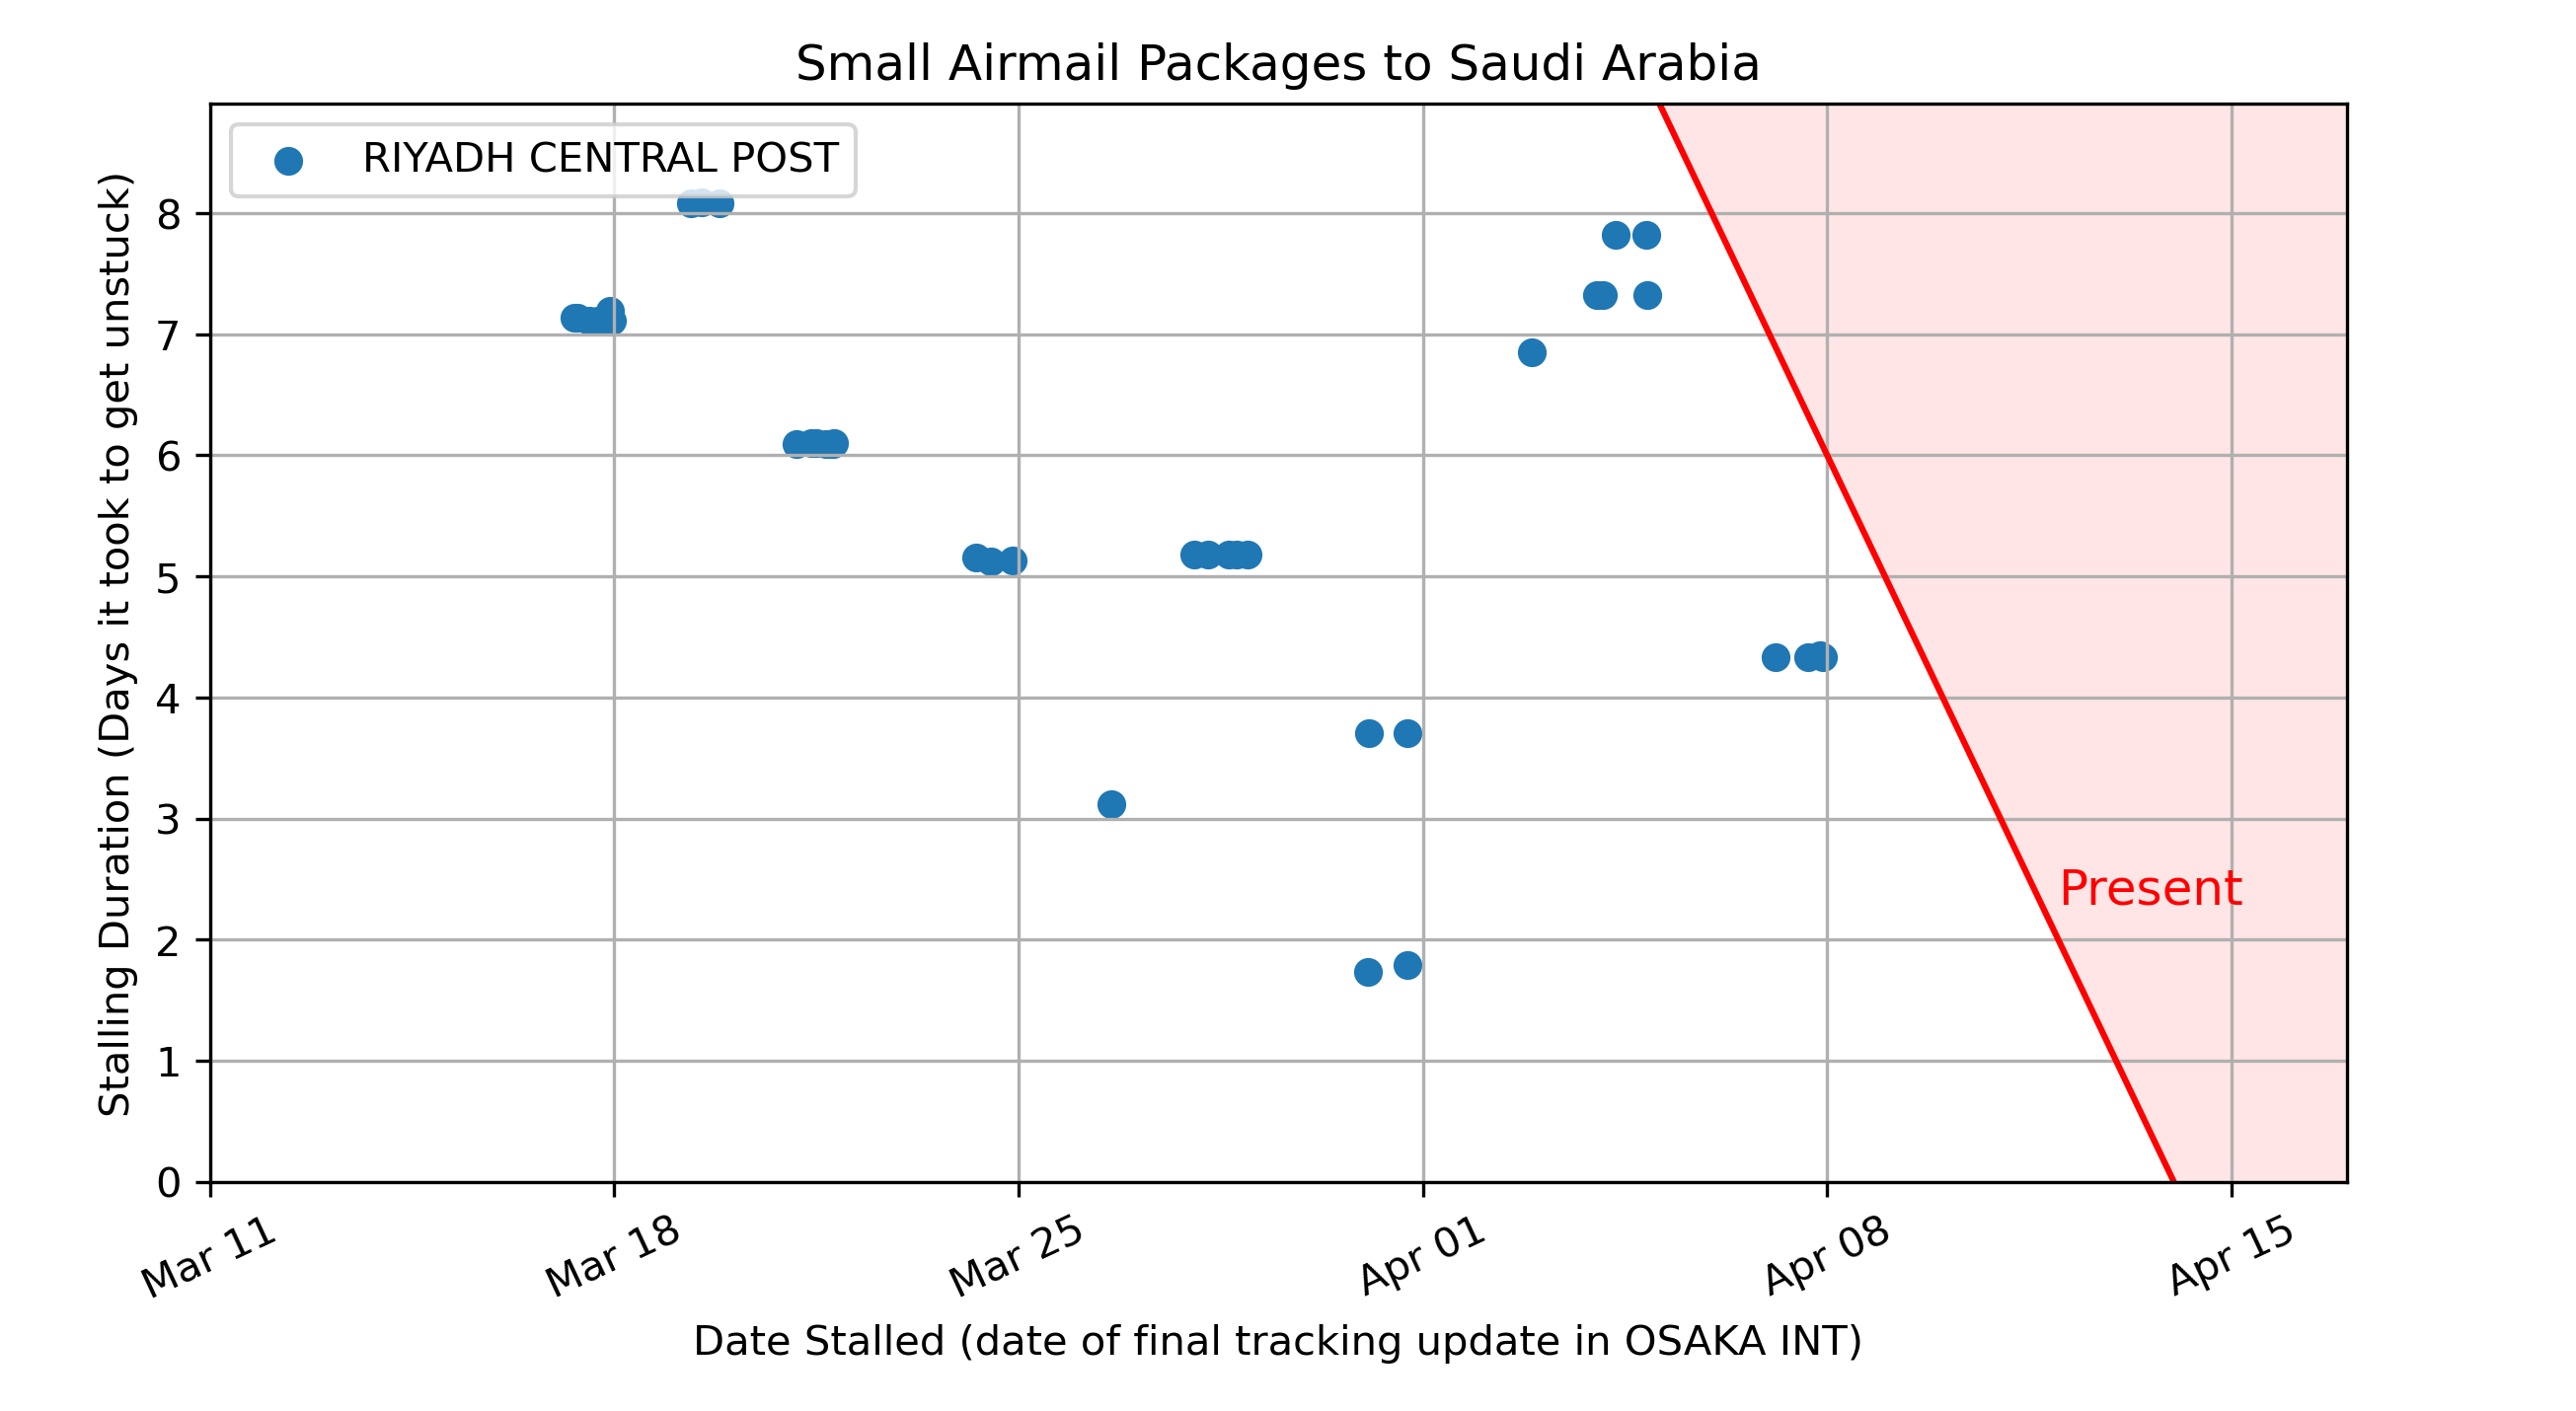 Small Airmail Packages to Saudi Arabia
RIYADH CENTRAL POST
Stalling Duration (Days it took to get unstuck)
8
7
6
5
4
3
2
1
0
Present
Mar 11
Mar 18
Mar 25
Apr 01
Apr 08
Apr 15
Date Stalled (date of final tracking update in OSAKA INT)